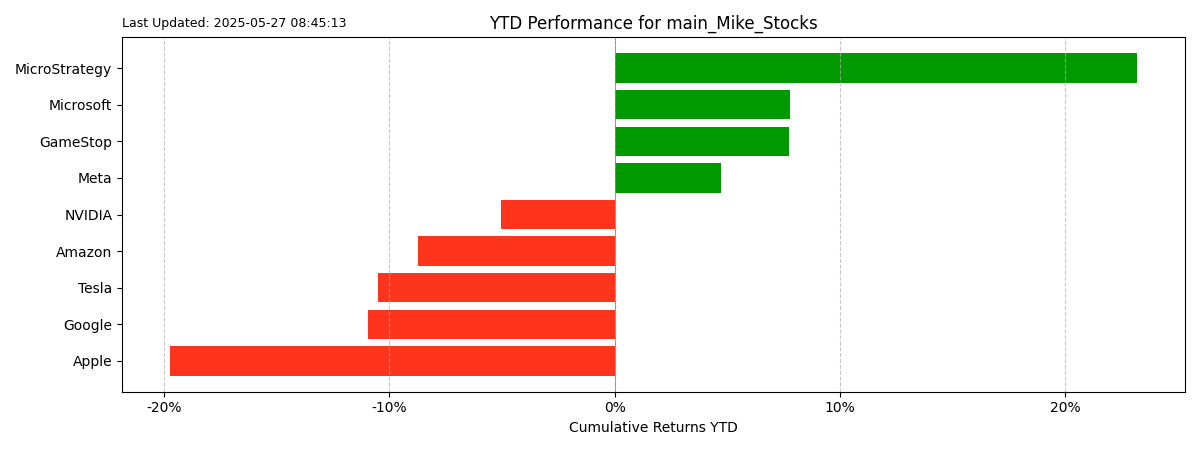 Last Updated: 2025-05-27 08:45:13
YTD Performance for main_Mike_Stocks
MicroStrategy
Microsoft
GameStop
Meta
NVIDIA
Amazon
Tesla
Google
Apple
-20%
-10%
0%
10%
20%
Cumulative Returns YTD